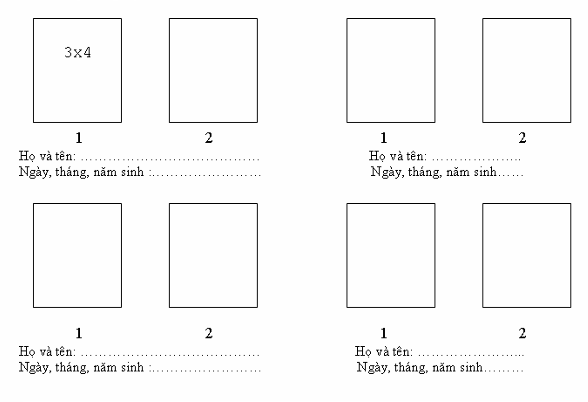 3x4
1 2 1 2
Họ và tên: ………………………………… Họ và tên: ………………..
Ngày, tháng, năm sinh :…………………… Ngày, tháng, năm sinh……
1 2 1 2
Họ và tên: ………………………………… Họ và tên: …………………..
Ngày, tháng, năm sinh :…………………… Ngày, tháng, năm sinh………